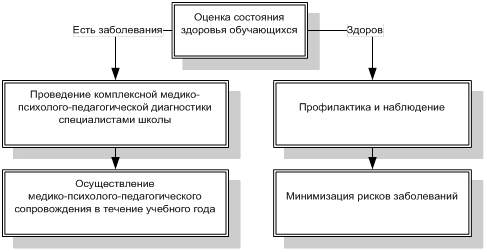 Оценка состояния
здоровья обучающихся
Есть заболевания
Здоров
Проведение комплексной медико-
психолого-педагогической диагностики
специалистами школы
Профилактика и наблюдение
Осуществление
медико-психолого-педагогического
сопровождения в течение учебного года
Минимизация рисков заболеваний